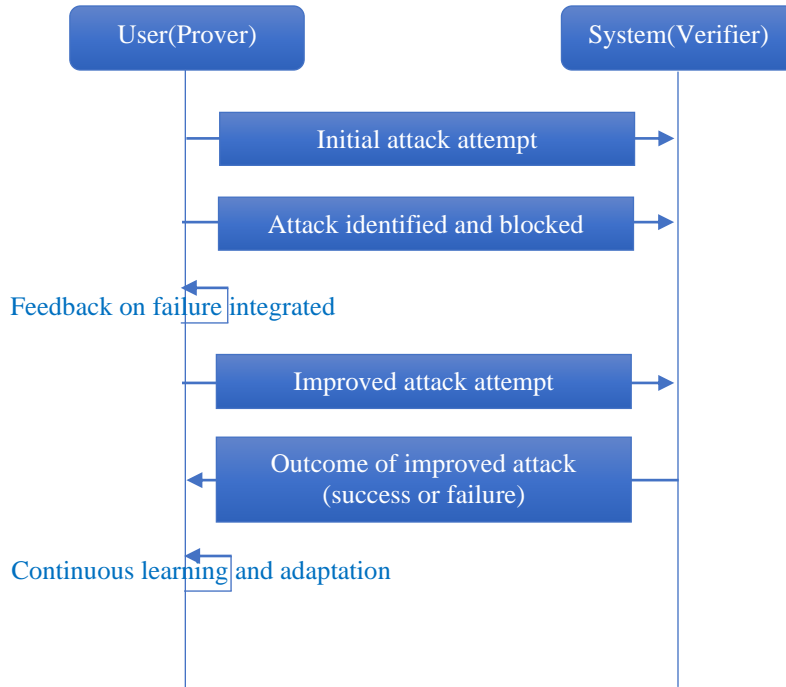 User(Prover)
System(Verifier)
Initial attack attempt
Attack identified and blocked
Feedback on failure integrated
Improved attack attempt
Outcome of improved attack
(success or failure)
Continuous learning and adaptation